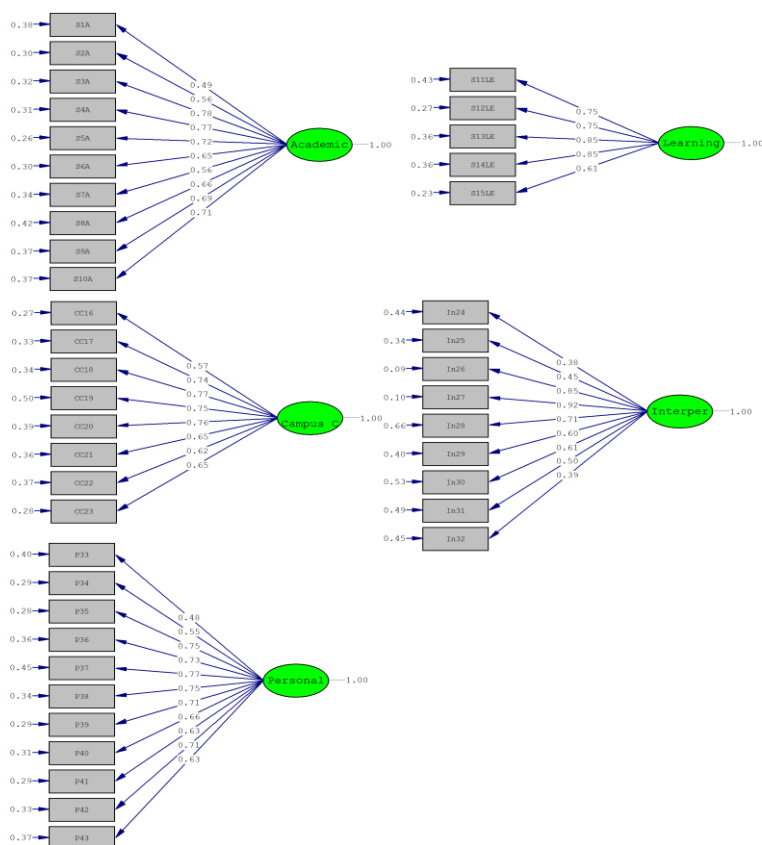 0.38 S1A
0.30 S2A
0.32 S3A
0.31 S4A
0.26 S5A
0.30 S6A
0.34 S7A
0.42 S8A
0.37 S9A
0.37 S10A
0.49
0.56
0.78
0.77
0.72
0.65
0.56
0.66
0.69
0.71
Academic 1.00
0.43 S11LE
0.27 S12LE
0.36 S13LE
0.36 S14LE
0.23 S15LE
0.75
0.75
0.85
0.85
0.61
Learning 1.00
0.27 CC16
0.33 CC17
0.34 CC18
0.50 CC19
0.39 CC20
0.36 CC21
0.37 CC22
0.28 CC23
0.57
0.74
0.77
0.75
0.76
0.65
0.62
0.65
Campus C 1.00
0.44 In24
0.34 In25
0.09 In26
0.10 In27
0.66 In28
0.40 In29
0.53 In30
0.49 In31
0.45 In32
0.38
0.45
0.85
0.92
0.71
0.60
0.61
0.50
0.39
Interper 1.00
0.40 P33
0.29 P34
0.28 P35
0.36 P36
0.45 P37
0.34 P38
0.29 P39
0.31 P40
0.29 P41
0.33 P42
0.37 P43
0.48
0.55
0.75
0.73
0.77
0.75
0.71
0.66
0.63
0.71
0.63
Personal 1.00